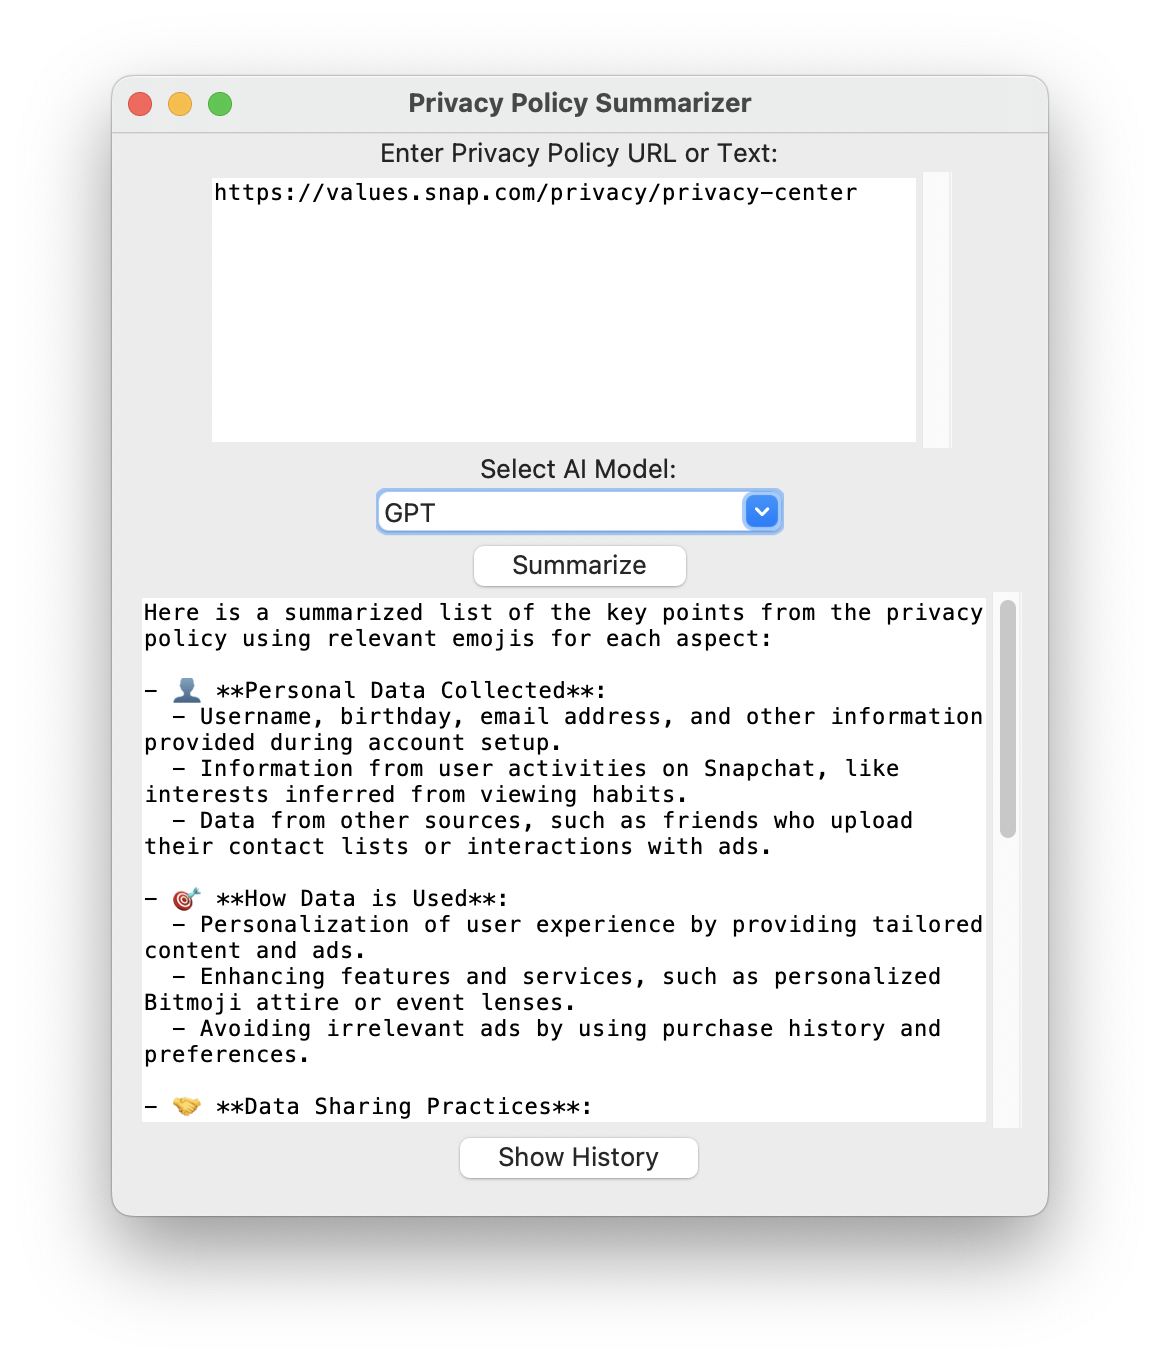 Privacy Policy Summarizer
Enter Privacy Policy URL or Text:
https://values.snap.com/privacy/privacy-center
Select AI Model:
GPT
Summarize
Here is a summarized list of the key points from the privacy
policy using relevant emojis for each aspect:
- 👤 **Personal Data Collected**:
- Username, birthday, email address, and other information
provided during account setup.
- Information from user activities on Snapchat, like
interests inferred from viewing habits.
- Data from other sources, such as friends who upload
their contact lists or interactions with ads.
- 🎯 **How Data is Used**:
- Personalization of user experience by providing tailored
content and ads.
- Enhancing features and services, such as personalized
Bitmoji attire or event lenses.
- Avoiding irrelevant ads by using purchase history and
preferences.
- 🤝 **Data Sharing Practices**:
Show History